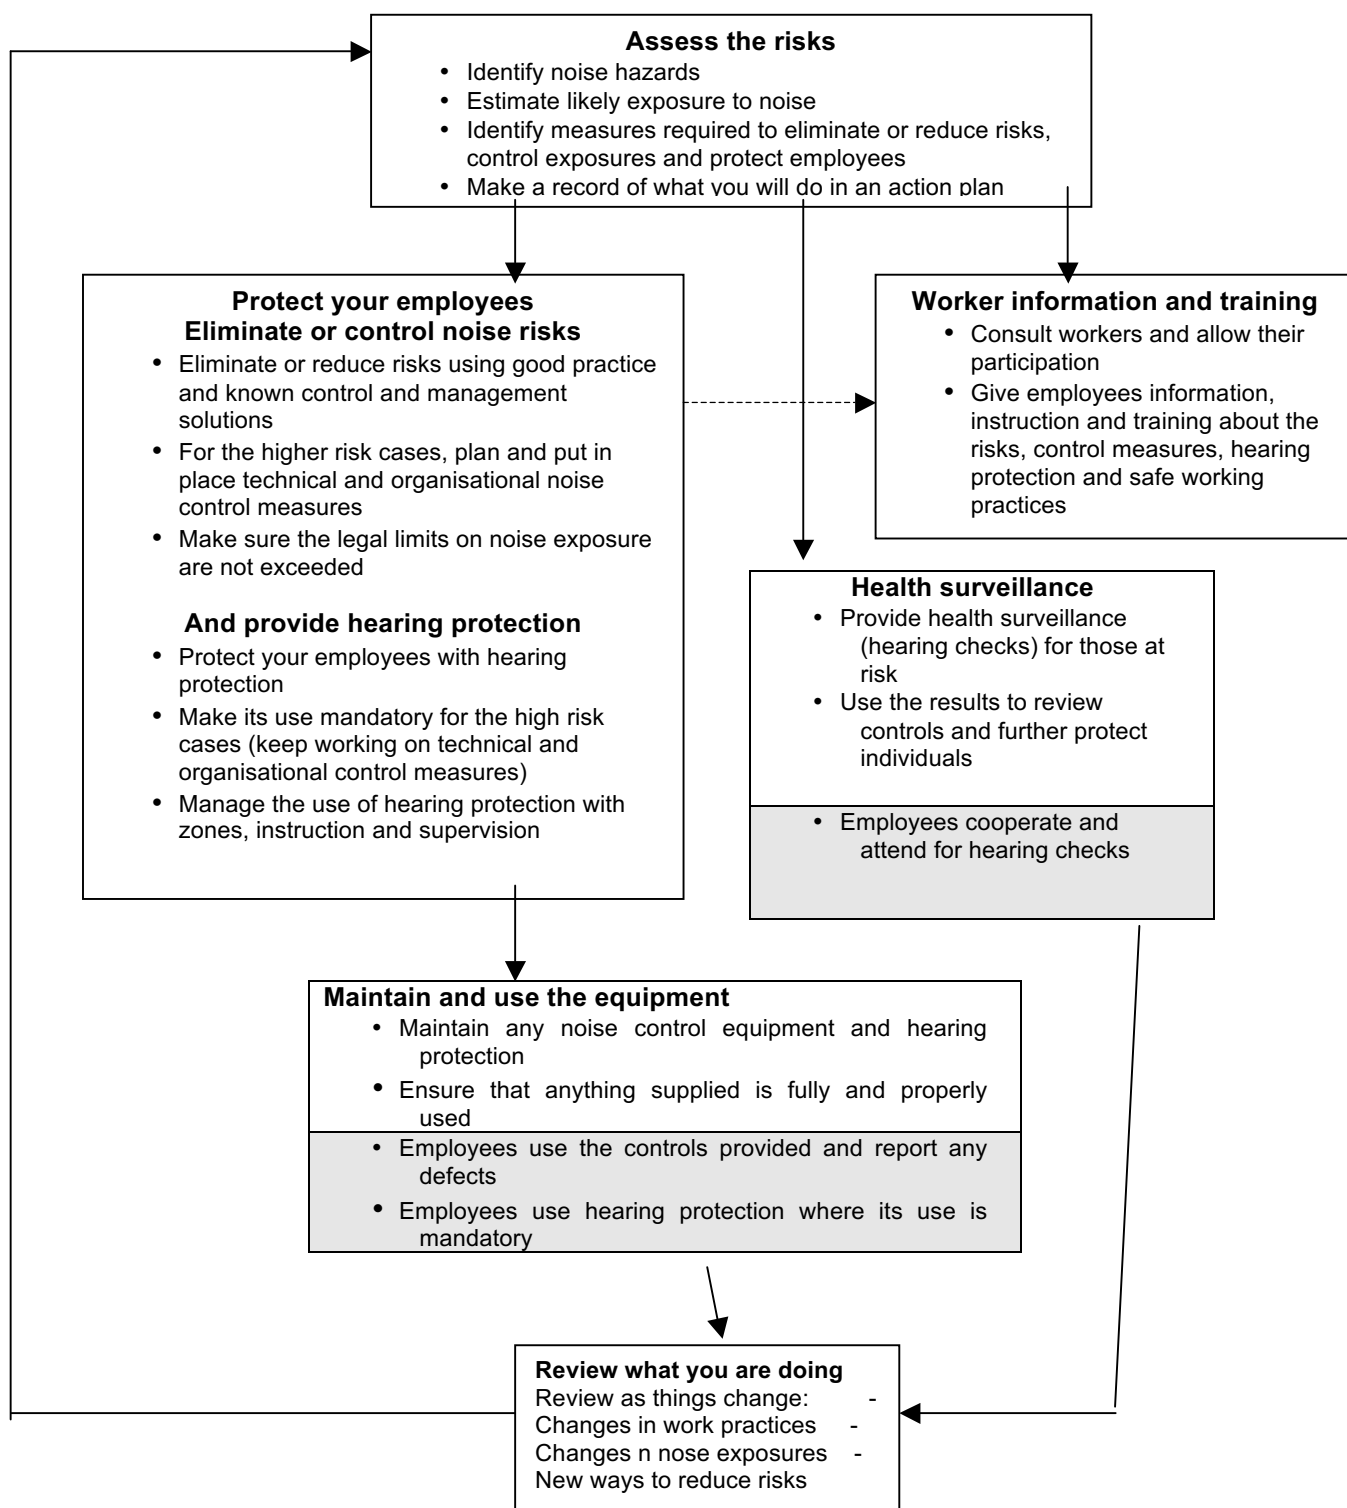 Assess the risks
• Identify noise hazards
• Estimate likely exposure to noise
• Identify measures required to eliminate or reduce risks,
control exposures and protect employees
• Make a record of what you will do in an action plan
Protect your employees
Eliminate or control noise risks
• Eliminate or reduce risks using good practice
and known control and management
solutions
• For the higher risk cases, plan and put in
place technical and organisational noise
control measures
• Make sure the legal limits on noise exposure
are not exceeded
And provide hearing protection
• Protect your employees with hearing
protection
• Make its use mandatory for the high risk
cases (keep working on technical and
organisational control measures)
• Manage the use of hearing protection with
zones, instruction and supervision
Worker information and training
• Consult workers and allow their
participation
• Give employees information,
instruction and training about the
risks, control measures, hearing
protection and safe working
practices
Health surveillance
• Provide health surveillance
(hearing checks) for those at
risk
• Use the results to review
controls and further protect
individuals
• Employees cooperate and
attend for hearing checks
Maintain and use the equipment
• Maintain any noise control equipment and hearing
protection
• Ensure that anything supplied is fully and properly
used
• Employees use the controls provided and report any
defects
• Employees use hearing protection where its use is
mandatory
Review what you are doing
Review as things change: -
Changes in work practices -
Changes n nose exposures -
New ways to reduce risks